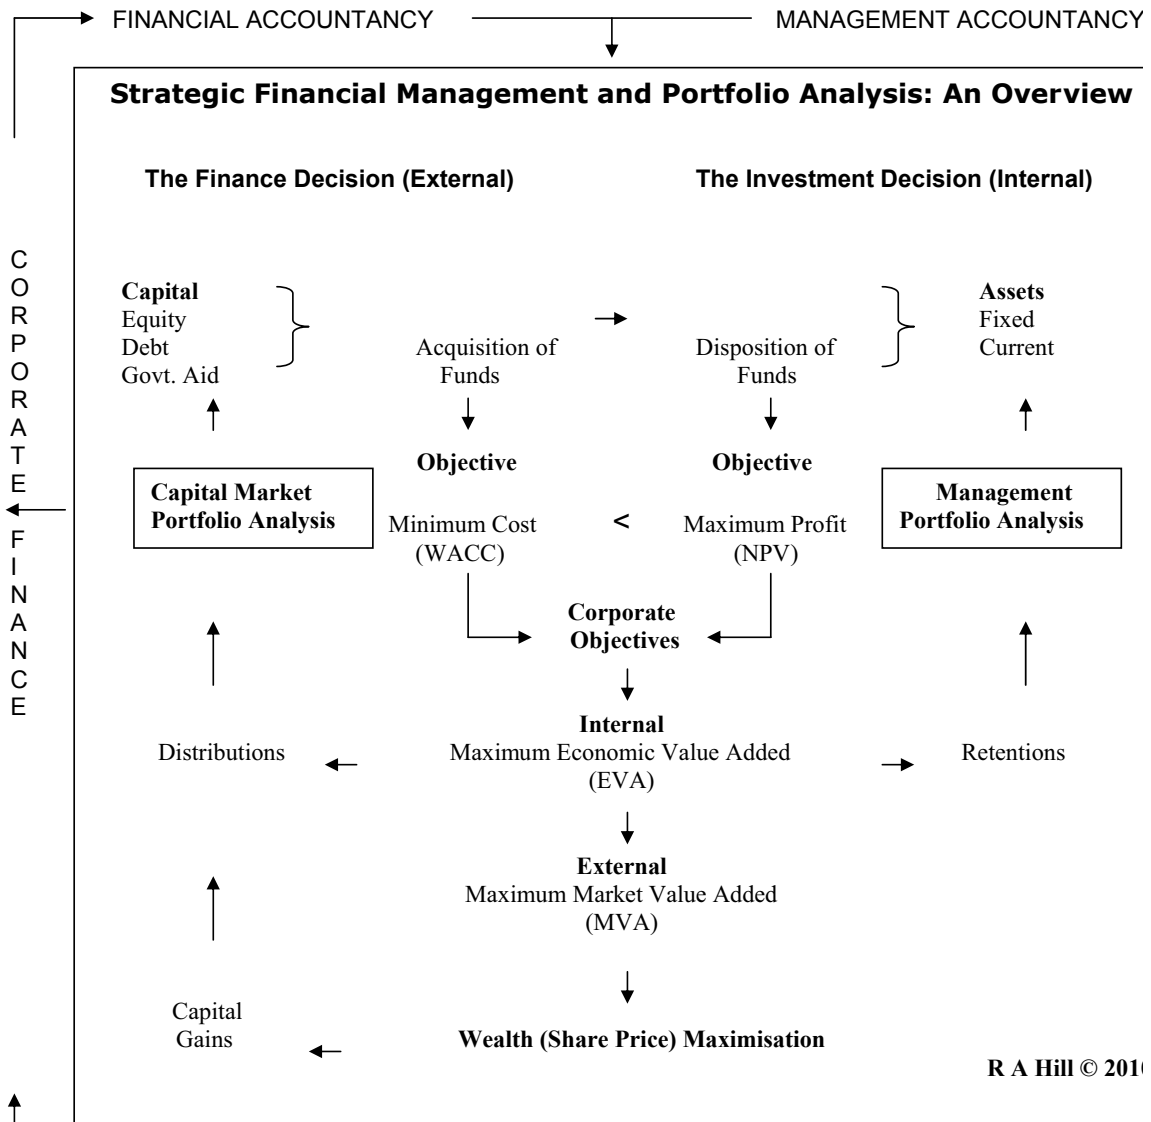 FINANCIAL ACCOUNTANCY
MANAGEMENT ACCOUNTANCY
Strategic Financial Management and Portfolio Analysis: An Overview
The Finance Decision (External)
The Investment Decision (Internal)
CORPORATE FINANCE
Capital
Equity
Debt
Govt. Aid
Acquisition of
Funds
Disposition of
Funds
Assets
Fixed
Current
Objective
Objective
Capital Market
Portfolio Analysis
Minimum Cost
(WACC)
<
Maximum Profit
(NPV)
Management
Portfolio Analysis
Corporate
Objectives
Internal
Maximum Economic Value Added
(EVA)
Distributions
Retentions
External
Maximum Market Value Added
(MVA)
Capital
Gains
Wealth (Share Price) Maximisation
R A Hill ©